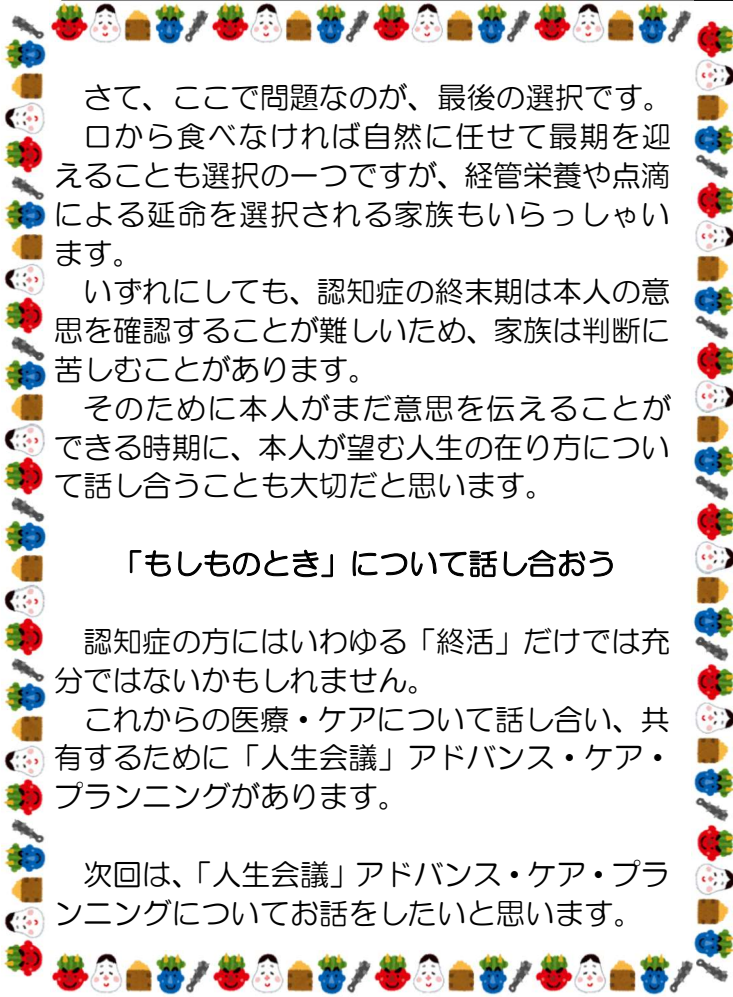 さて、ここで問題なのが、最後の選択です。
口から食べなければ自然に任せて最期を迎
えることも選択の一つですが、経管栄養や点滴
による延命を選択される家族もいらっしゃい
ます。
いずれにしても、認知症の終末期は本人の意
思を確認することが難しいため、家族は判断に
苦しむことがあります。
そのために本人がまだ意思を伝えることが
できる時期に、本人が望む人生の在り方につい
て話し合うことも大切だと思います。
「もしものとき」について話し合おう
認知症の方にはいわゆる「終活」だけでは充
分ではないかもしれません。
これからの医療・ケアについて話し合い、共
有するために「人生会議」アドバンス・ケア・
プランニングがあります。
次回は、「人生会議」アドバンス・ケア・プラ
ンニングについてお話をしたいと思います。